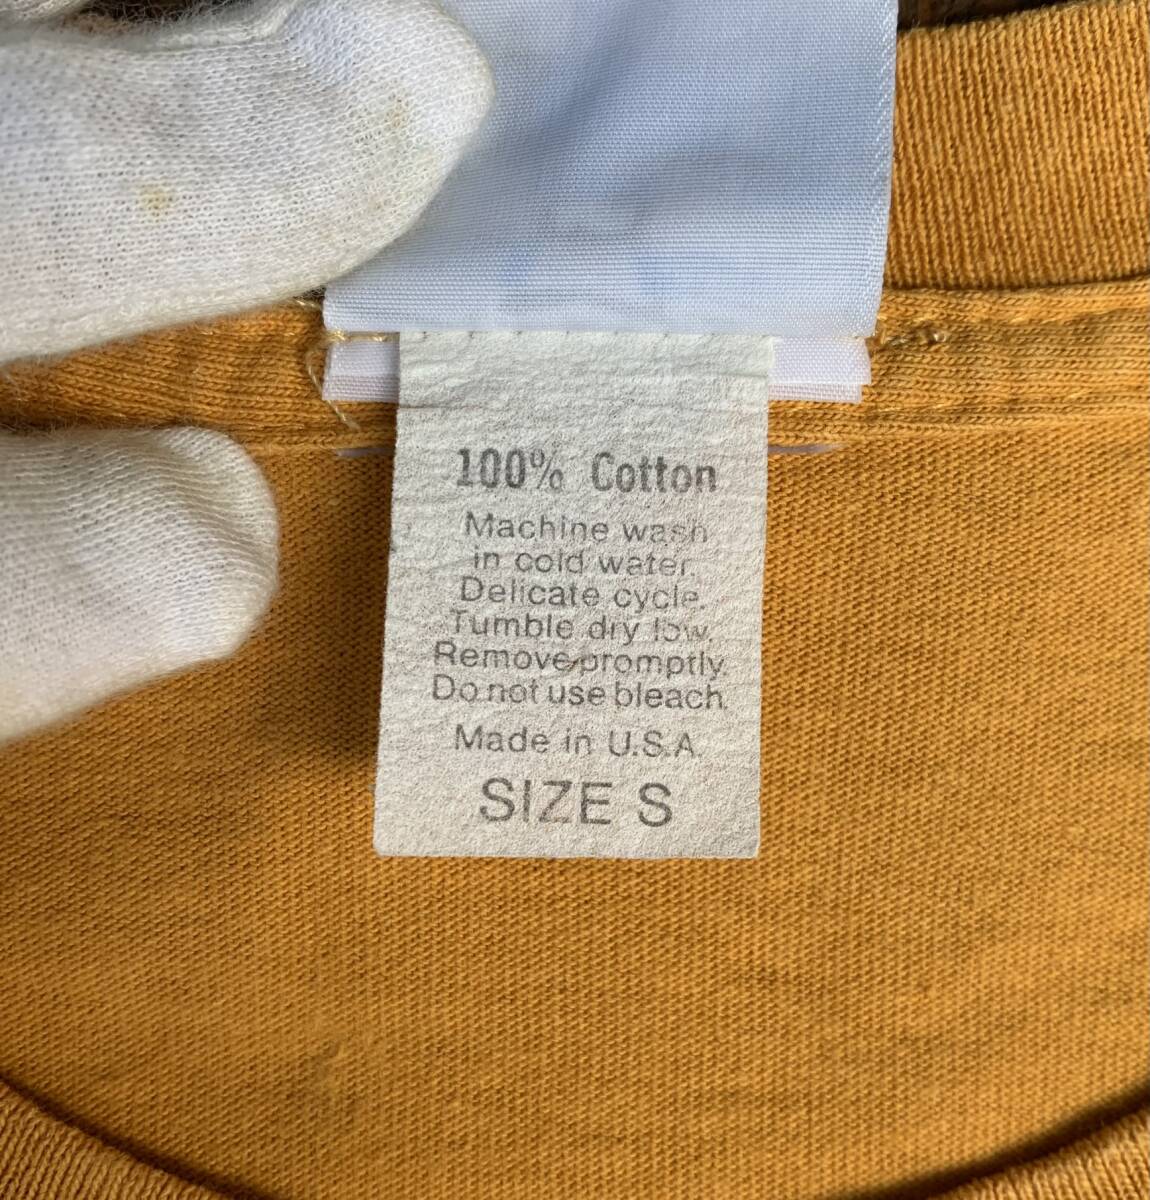 100% Cotton
Machine wash
in cold water.
Delicate cycle.
Tumble dry low.
Remove promptly.
Do not use bleach.
Made in U.S.A.
SIZE S